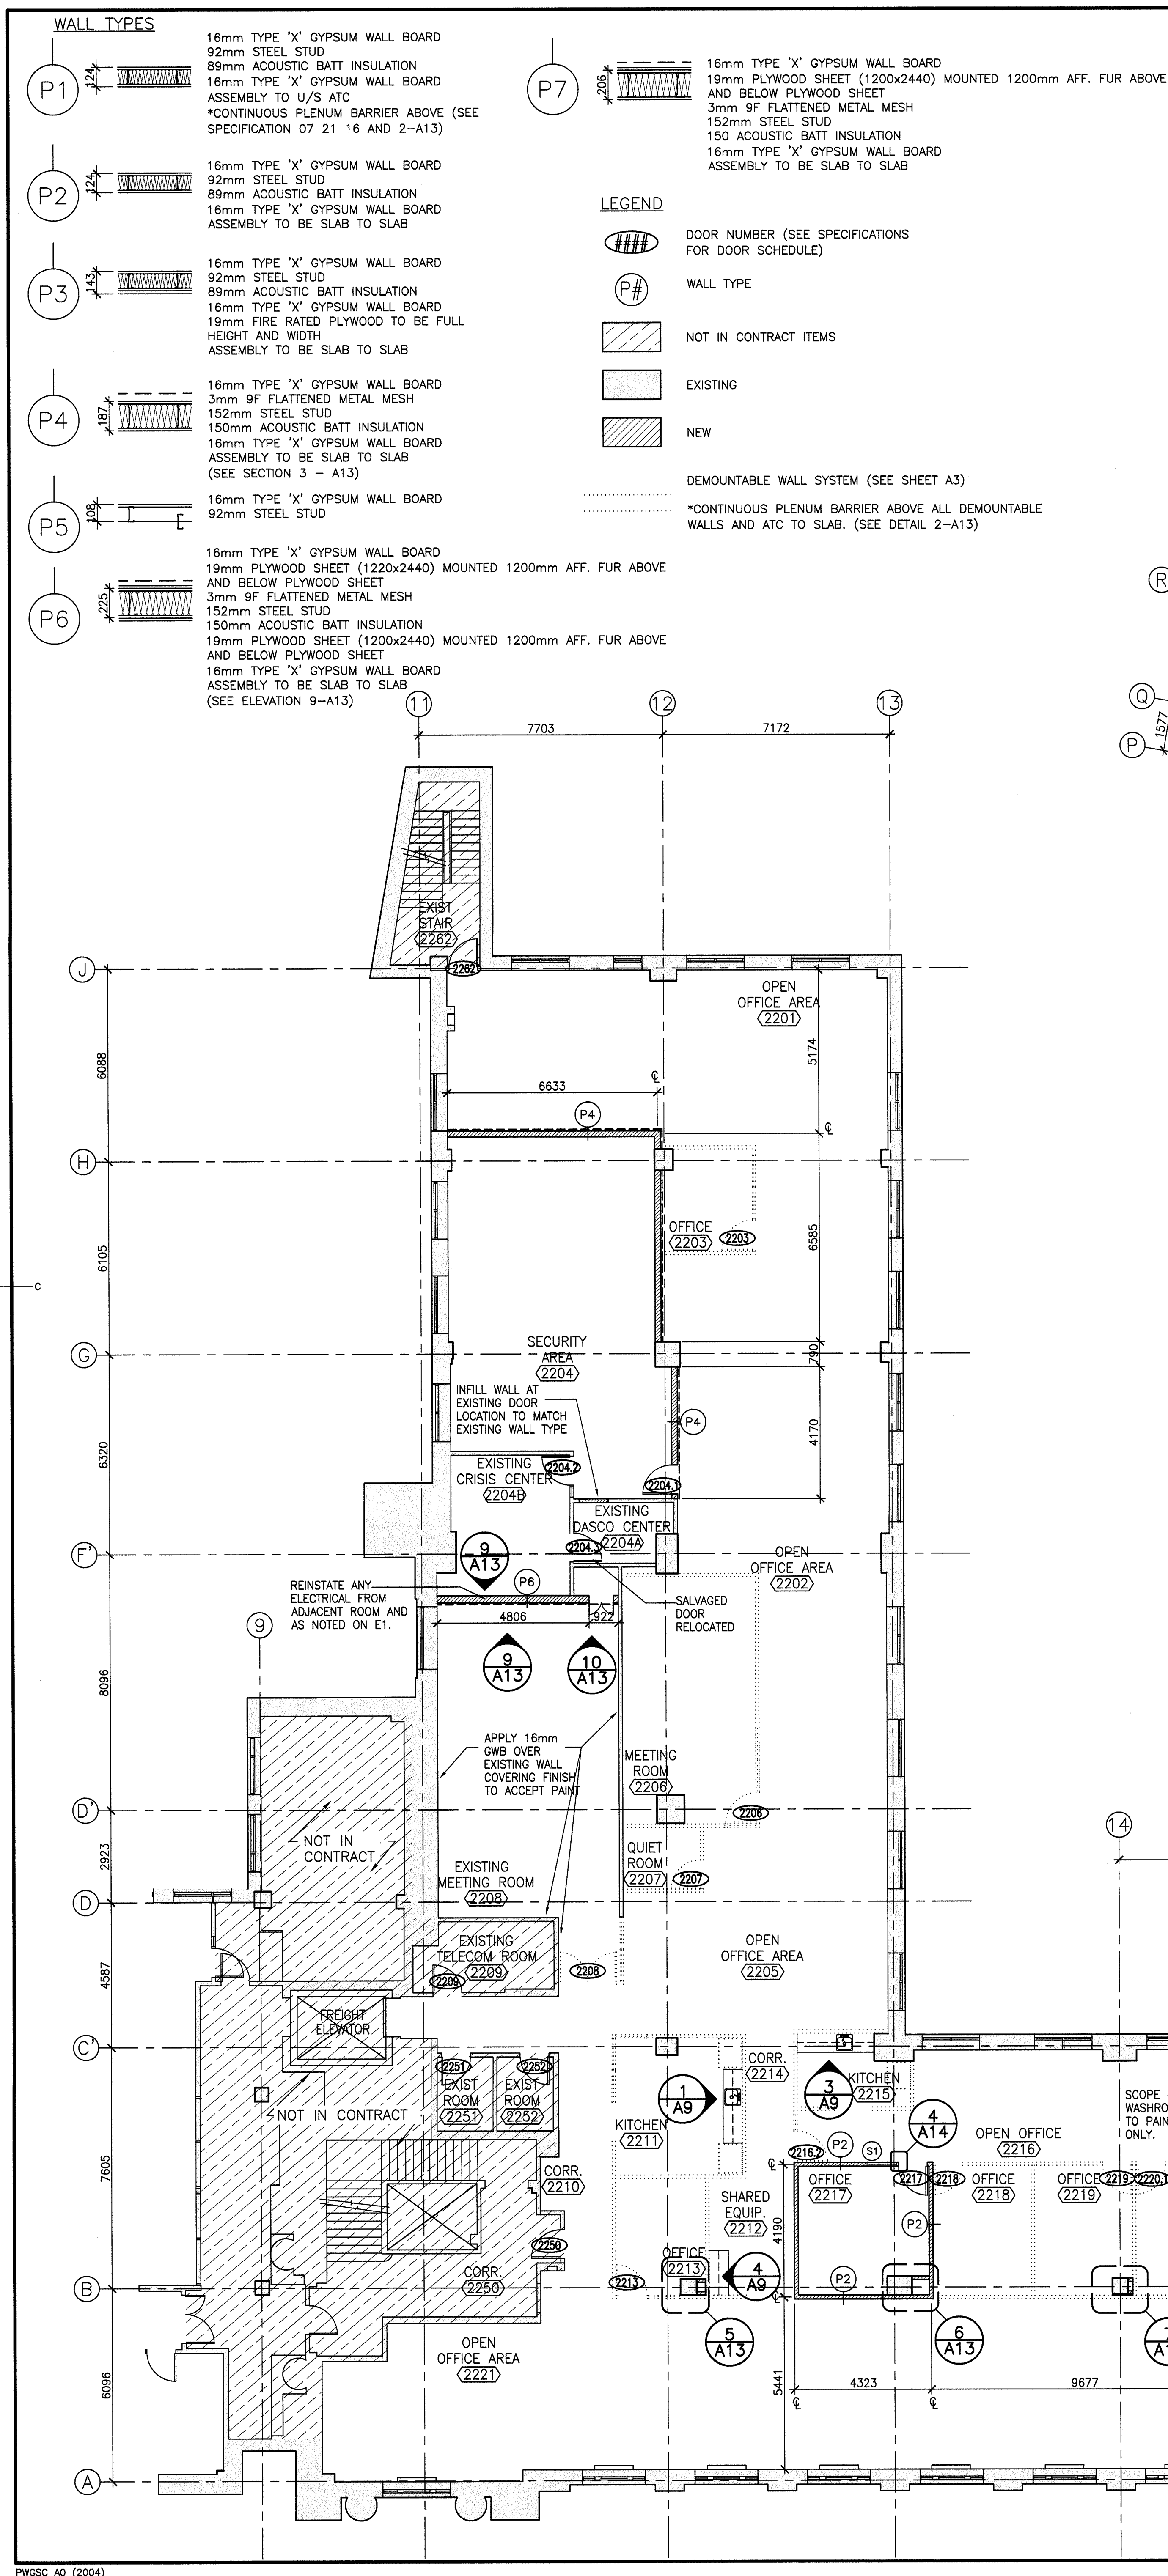 WALL TYPES
P1
124
16mm TYPE 'X' GYPSUM WALL BOARD
92mm STEEL STUD
89mm ACOUSTIC BATT INSULATION
16mm TYPE 'X' GYPSUM WALL BOARD
ASSEMBLY TO U/S ATC
*CONTINUOUS PLENUM BARRIER ABOVE (SEE
SPECIFICATION 07 21 16 AND 2-A13)
P2
124
16mm TYPE 'X' GYPSUM WALL BOARD
92mm STEEL STUD
89mm ACOUSTIC BATT INSULATION
16mm TYPE 'X' GYPSUM WALL BOARD
ASSEMBLY TO BE SLAB TO SLAB
P3
143
16mm TYPE 'X' GYPSUM WALL BOARD
92mm STEEL STUD
89mm ACOUSTIC BATT INSULATION
16mm TYPE 'X' GYPSUM WALL BOARD
19mm FIRE RATED PLYWOOD TO BE FULL
HEIGHT AND WIDTH
ASSEMBLY TO BE SLAB TO SLAB
P4
187
16mm TYPE 'X' GYPSUM WALL BOARD
3mm 9F FLATTENED METAL MESH
152mm STEEL STUD
150mm ACOUSTIC BATT INSULATION
16mm TYPE 'X' GYPSUM WALL BOARD
ASSEMBLY TO BE SLAB TO SLAB
(SEE SECTION 3 - A13)
P5
108
16mm TYPE 'X' GYPSUM WALL BOARD
92mm STEEL STUD
P6
225
16mm TYPE 'X' GYPSUM WALL BOARD
19mm PLYWOOD SHEET (1220x2440) MOUNTED 1200mm AFF. FUR ABOVE
AND BELOW PLYWOOD SHEET
3mm 9F FLATTENED METAL MESH
152mm STEEL STUD
150mm ACOUSTIC BATT INSULATION
19mm PLYWOOD SHEET (1200x2440) MOUNTED 1200mm AFF. FUR ABOVE
AND BELOW PLYWOOD SHEET
16mm TYPE 'X' GYPSUM WALL BOARD
ASSEMBLY TO BE SLAB TO SLAB
(SEE ELEVATION 9-A13)
P7
206
16mm TYPE 'X' GYPSUM WALL BOARD
19mm PLYWOOD SHEET (1200x2440) MOUNTED 1200mm AFF. FUR ABOVE
AND BELOW PLYWOOD SHEET
3mm 9F FLATTENED METAL MESH
152mm STEEL STUD
150 ACOUSTIC BATT INSULATION
16mm TYPE 'X' GYPSUM WALL BOARD
ASSEMBLY TO BE SLAB TO SLAB
LEGEND
####
DOOR NUMBER (SEE SPECIFICATIONS
FOR DOOR SCHEDULE)
P#
WALL TYPE
NOT IN CONTRACT ITEMS
EXISTING
NEW
DEMOUNTABLE WALL SYSTEM (SEE SHEET A3)
*CONTINUOUS PLENUM BARRIER ABOVE ALL DEMOUNTABLE
WALLS AND ATC TO SLAB. (SEE DETAIL 2-A13)
R
Q
P
1577
11
12
13
7703
7172
EXIST
STAIR
2262
2262
J
OPEN
OFFICE AREA
2201
5174
6088
6633
P4
H
OFFICE
2203
2203
6585
6105
C
G
790
SECURITY
AREA
2204
INFILL WALL AT
EXISTING DOOR
LOCATION TO MATCH
EXISTING WALL TYPE
P4
4170
6320
EXISTING
CRISIS CENTER
2204B
2204.2
2204.1
EXISTING
DASCO CENTER
2204A
2204.3
F'
9
A13
OPEN
OFFICE AREA
2202
REINSTATE ANY
ELECTRICAL FROM
ADJACENT ROOM AND
AS NOTED ON E1.
P6
4806
922
SALVAGED
DOOR
RELOCATED
9
9
A13
10
A13
8096
APPLY 16mm
GWB OVER
EXISTING WALL
COVERING FINISH
TO ACCEPT PAINT
MEETING
ROOM
2206
2206
D'
14
NOT IN
CONTRACT
2923
QUIET
ROOM
2207
2207
EXISTING
MEETING ROOM
2208
D
EXISTING
TELECOM ROOM
2209
2209
2208
OPEN
OFFICE AREA
2205
4587
FREIGHT
ELEVATOR
C'
2251
2252
EXIST
ROOM
2251
EXIST
ROOM
2252
CORR.
2214
1
A9
3
A9
KITCHEN
2215
NOT IN CONTRACT
KITCHEN
2211
4
A14
SCOPE
WASHRO
TO PAIN
ONLY.
OPEN OFFICE
2216
7605
2216.2
P2
S1
CORR.
2210
OFFICE
2217
2217
2218
OFFICE
2218
OFFICE
2219
2219
2220.1
SHARED
EQUIP.
2212
4190
P2
2250
OFFICE
2213
2213
4
A9
CORR.
2250
P2
B
5
A13
6
A13
7
A1
OPEN
OFFICE AREA
2221
6096
5441
4323
9677
A
PWGSC A0 (2004)